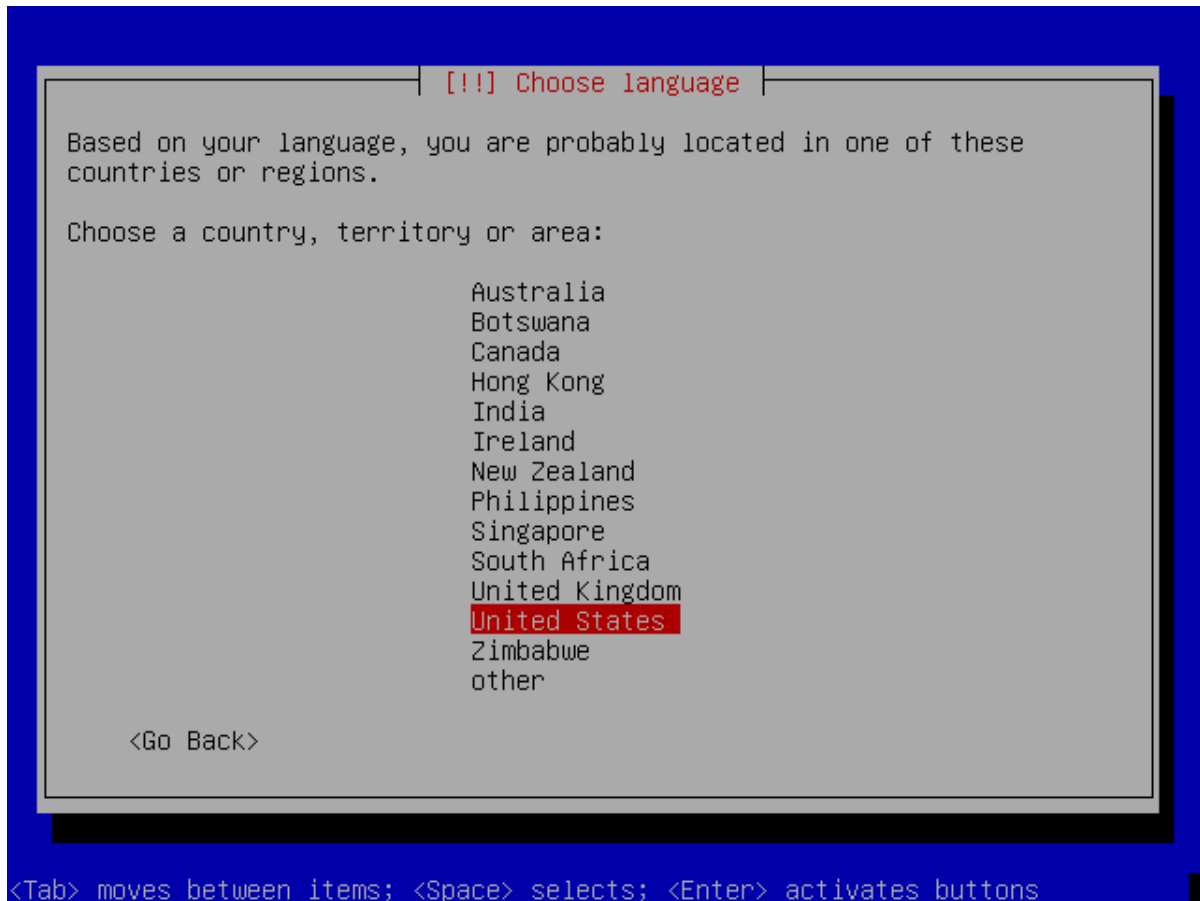 [!!] Choose language
Based on your language, you are probably located in one of these
countries or regions.
Choose a country, territory or area:
Australia
Botswana
Canada
Hong Kong
India
Ireland
New Zealand
Philippines
Singapore
South Africa
United Kingdom
United States
Zimbabwe
other
<Go Back>
<Tab> moves between items; <Space> selects; <Enter> activates buttons